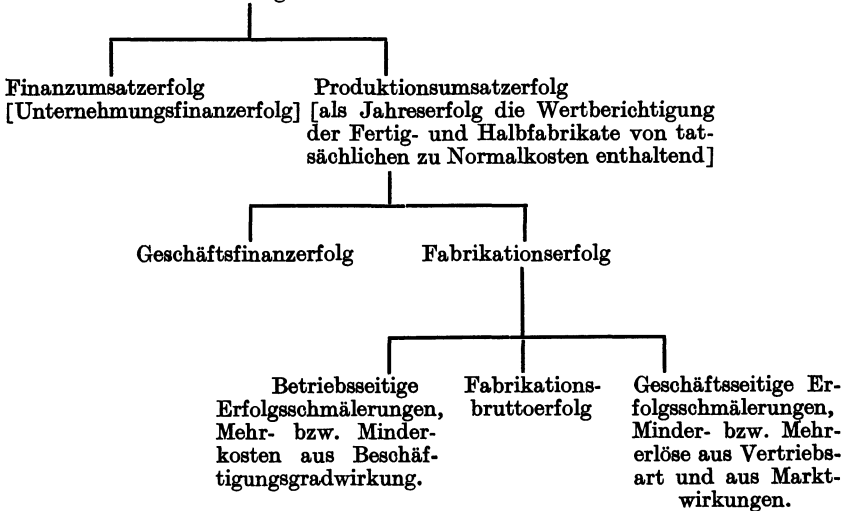 Finanzumsatzerfolg
[Unternehmungsfinanzerfolg]
Produktionsumsatzerfolg
[als Jahreserfolg die Wertberichtigung
der Fertig- und Halbfabrikate von tat-
sächlichen zu Normalkosten enthaltend]
Geschäftsfinanzerfolg
Fabrikationserfolg
Betriebsseitige
Erfolgsschmälerungen,
Mehr- bzw. Minder-
kosten aus Beschäf-
tigungsgradwirkung.
Fabrikations-
bruttoerfolg
Geschäftsseitige Er-
folgsschmälerungen,
Minder- bzw. Mehr-
erlöse aus Vertriebs-
art und aus Markt-
wirkungen.